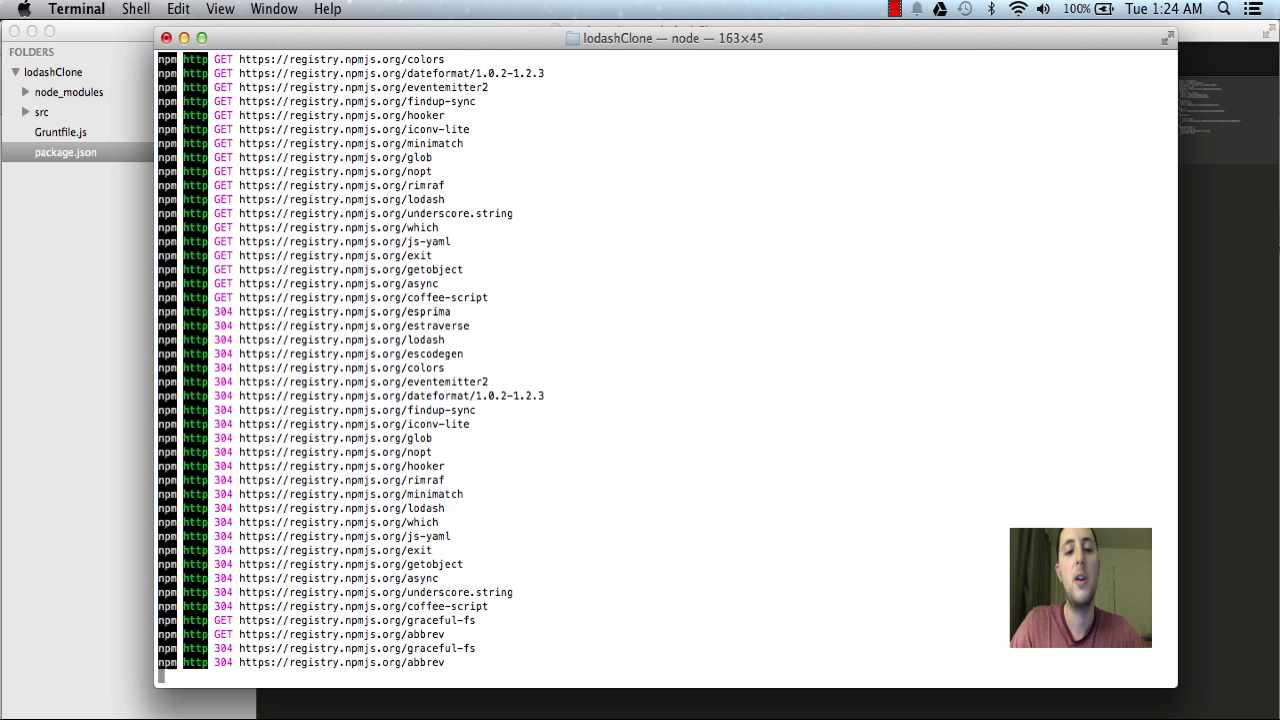 Terminal Shell Edit View Window Help 100% Tue 1:24 AM
lodashClone — node — 163×45
FOLDERS
lodashClone
node_modules
src
Gruntfile.js
package.json
npm http GET https://registry.npmjs.org/colors
npm http GET https://registry.npmjs.org/dateformat/1.0.2-1.2.3
npm http GET https://registry.npmjs.org/eventemitter2
npm http GET https://registry.npmjs.org/findup-sync
npm http GET https://registry.npmjs.org/hooker
npm http GET https://registry.npmjs.org/iconv-lite
npm http GET https://registry.npmjs.org/minimatch
npm http GET https://registry.npmjs.org/glob
npm http GET https://registry.npmjs.org/nopt
npm http GET https://registry.npmjs.org/rimraf
npm http GET https://registry.npmjs.org/lodash
npm http GET https://registry.npmjs.org/underscore.string
npm http GET https://registry.npmjs.org/which
npm http GET https://registry.npmjs.org/js-yaml
npm http GET https://registry.npmjs.org/exit
npm http GET https://registry.npmjs.org/getobject
npm http GET https://registry.npmjs.org/async
npm http GET https://registry.npmjs.org/coffee-script
npm http 304 https://registry.npmjs.org/esprima
npm http 304 https://registry.npmjs.org/estraverse
npm http 304 https://registry.npmjs.org/lodash
npm http 304 https://registry.npmjs.org/escodegen
npm http 304 https://registry.npmjs.org/colors
npm http 304 https://registry.npmjs.org/eventemitter2
npm http 304 https://registry.npmjs.org/dateformat/1.0.2-1.2.3
npm http 304 https://registry.npmjs.org/findup-sync
npm http 304 https://registry.npmjs.org/iconv-lite
npm http 304 https://registry.npmjs.org/glob
npm http 304 https://registry.npmjs.org/nopt
npm http 304 https://registry.npmjs.org/hooker
npm http 304 https://registry.npmjs.org/rimraf
npm http 304 https://registry.npmjs.org/minimatch
npm http 304 https://registry.npmjs.org/lodash
npm http 304 https://registry.npmjs.org/which
npm http 304 https://registry.npmjs.org/js-yaml
npm http 304 https://registry.npmjs.org/exit
npm http 304 https://registry.npmjs.org/getobject
npm http 304 https://registry.npmjs.org/async
npm http 304 https://registry.npmjs.org/underscore.string
npm http 304 https://registry.npmjs.org/coffee-script
npm http GET https://registry.npmjs.org/graceful-fs
npm http GET https://registry.npmjs.org/abbrev
npm http 304 https://registry.npmjs.org/graceful-fs
npm http 304 https://registry.npmjs.org/abbrev